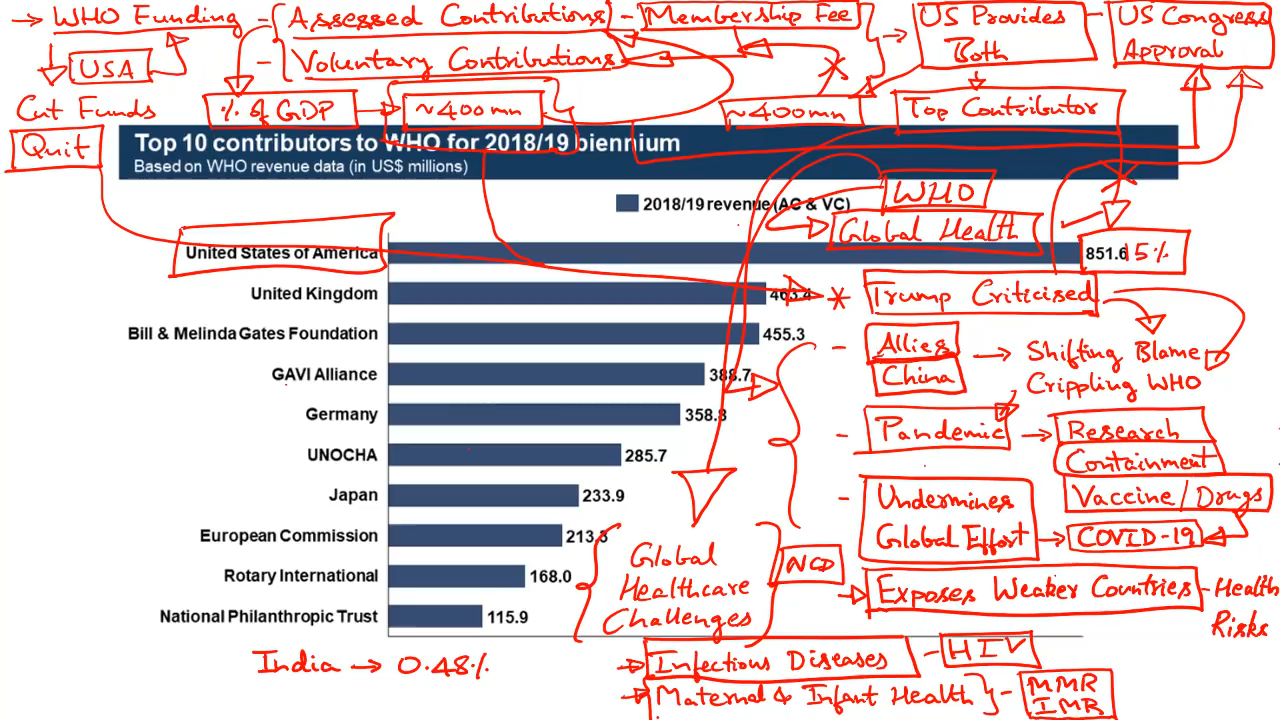 → WHO Funding - Assessed Contributions - Membership Fee → US Provides Both - US Congress Approval
USA - Voluntary Contributions
Cut Funds % of GDP → ~400mn ~400mn Top Contributor
Quit
Top 10 contributors to WHO for 2018/19 biennium
Based on WHO revenue data (in US$ millions)
WHO
2018/19 revenue (AC & VC)
Global Health
United States of America 851.6 15%
United Kingdom 463.4 * Trump Criticised
Bill & Melinda Gates Foundation 455.3
- Allies → Shifting Blame
China Crippling WHO
GAVI Alliance 388.7
Germany 358.3
- Pandemic → Research
Containment
Vaccine/Drugs
UNOCHA 285.7
Japan 233.9
- Undermines
Global Effort → COVID-19
European Commission 213.3
Global
Healthcare
Challenges
NCD
Rotary International 168.0
Exposes Weaker Countries - Health
Risks
National Philanthropic Trust 115.9
India → 0.48%
→ Infectious Diseases - HIV
→ Maternal & Infant Health - MMR
IMR